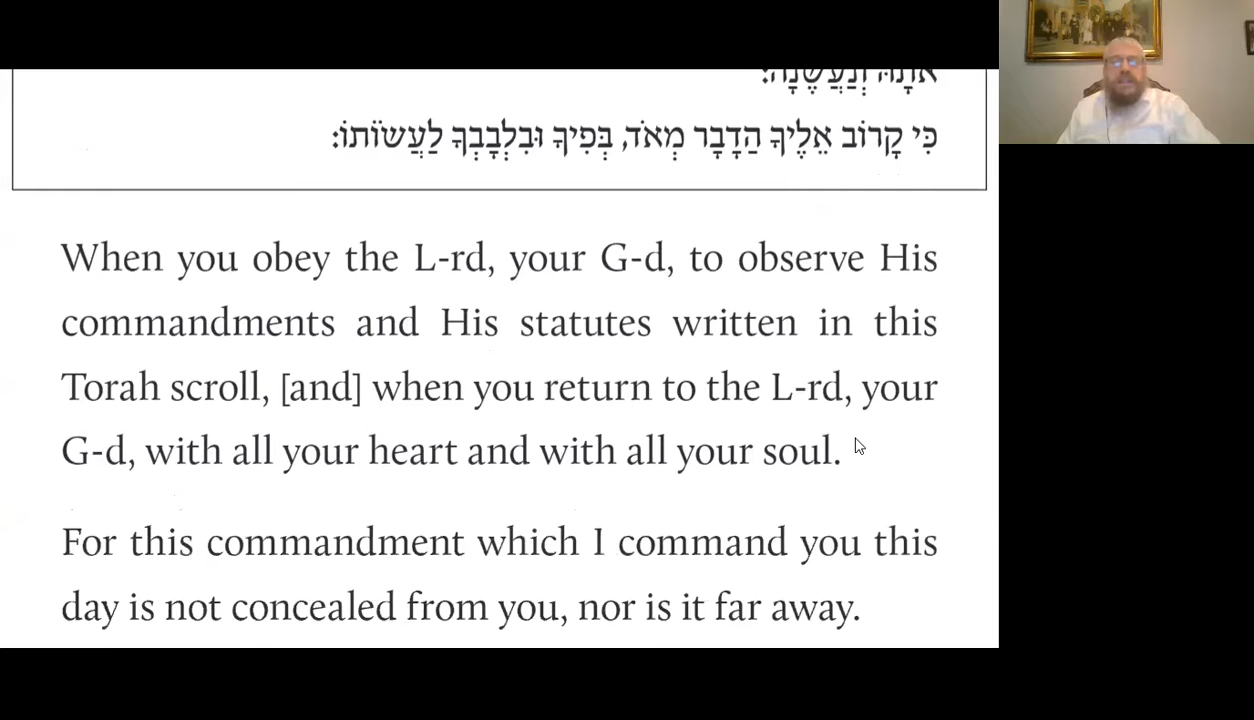 אֹתָהּ וְנַעֲשֶׂנָּה:
כִּי קָרוֹב אֵלֶיךָ הַדָּבָר מְאֹד, בְּפִיךָ וּבִלְבָבְךָ לַעֲשׂוֹתוֹ:
When you obey the L-rd, your G-d, to observe His
commandments and His statutes written in this
Torah scroll, [and] when you return to the L-rd, your
G-d, with all your heart and with all your soul.
For this commandment which I command you this
day is not concealed from you, nor is it far away.